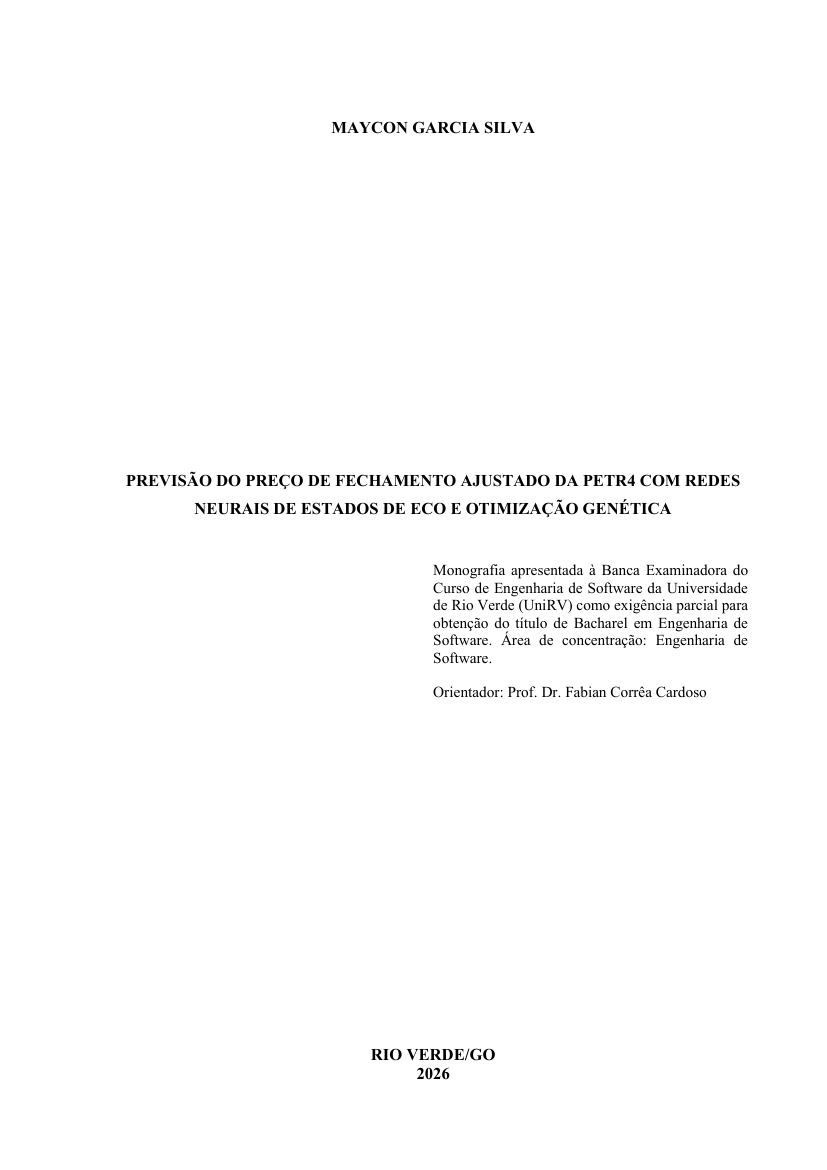 MAYCON GARCIA SILVA
PREVISÃO DO PREÇO DE FECHAMENTO AJUSTADO DA PETR4 COM REDES
NEURAIS DE ESTADOS DE ECO E OTIMIZAÇÃO GENÉTICA
Monografia apresentada à Banca Examinadora do
Curso de Engenharia de Software da Universidade
de Rio Verde (UniRV) como exigência parcial para
obtenção do título de Bacharel em Engenharia de
Software. Área de concentração: Engenharia de
Software.
Orientador: Prof. Dr. Fabian Corrêa Cardoso
RIO VERDE/GO
2026